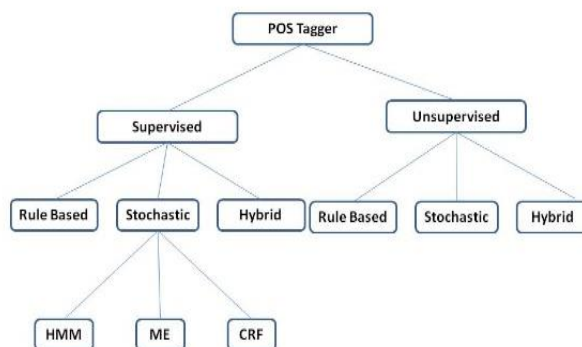 POS Tagger
Supervised
Unsupervised
Rule Based
Stochastic
Hybrid
Rule Based
Stochastic
Hybrid
HMM
ME
CRF